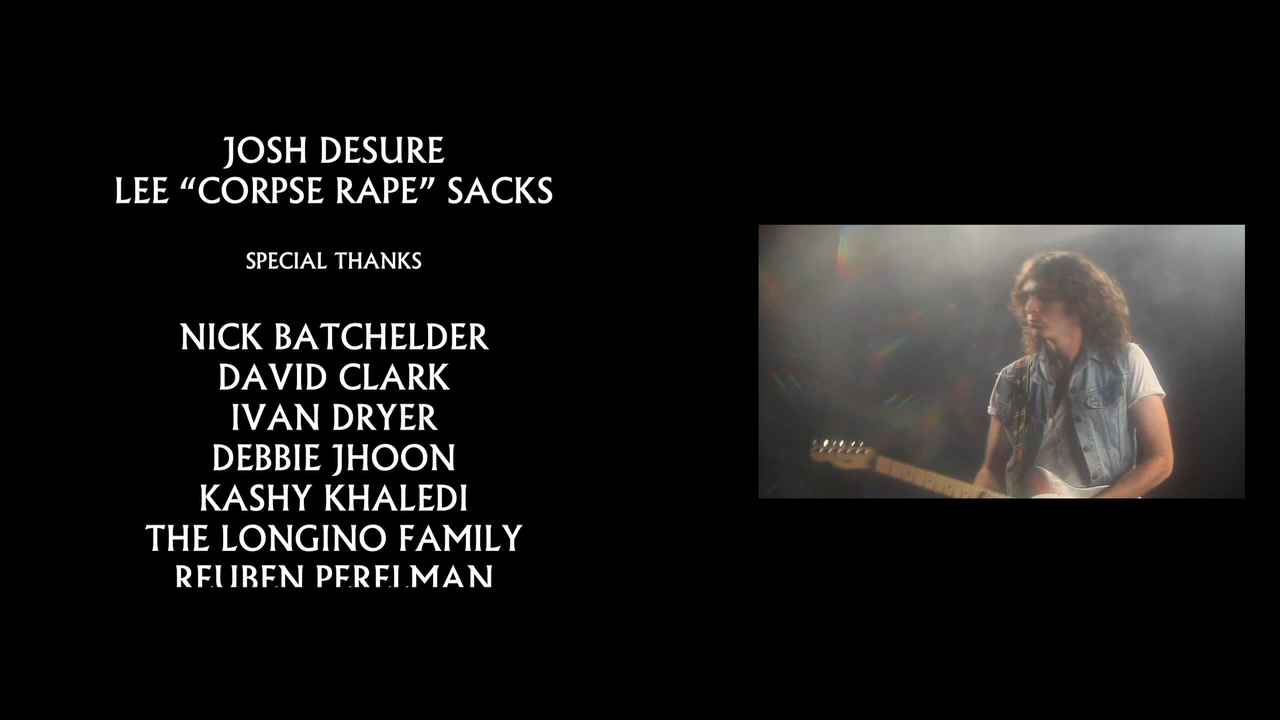 JOSH DESURE
LEE “CORPSE RAPE” SACKS
SPECIAL THANKS
NICK BATCHELDER
DAVID CLARK
IVAN DRYER
DEBBIE JHOON
KASHY KHALEDI
THE LONGINO FAMILY
REUBEN PERELMAN